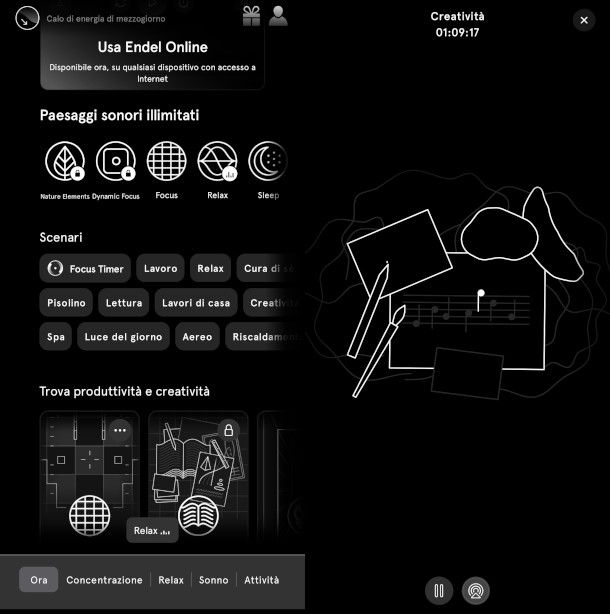 Calo di energia di mezzogiorno
Usa Endel Online
Disponibile ora, su qualsiasi dispositivo con accesso a
Internet
Paesaggi sonori illimitati
Nature Elements Dynamic Focus Focus Relax Sleep
Scenari
Focus Timer Lavoro Relax Cura di sé
Pisolino Lettura Lavori di casa Creatività
Spa Luce del giorno Aereo Riscaldamen
Trova produttività e creatività
Relax
Ora Concentrazione Relax Sonno Attività
Creatività
01:09:17